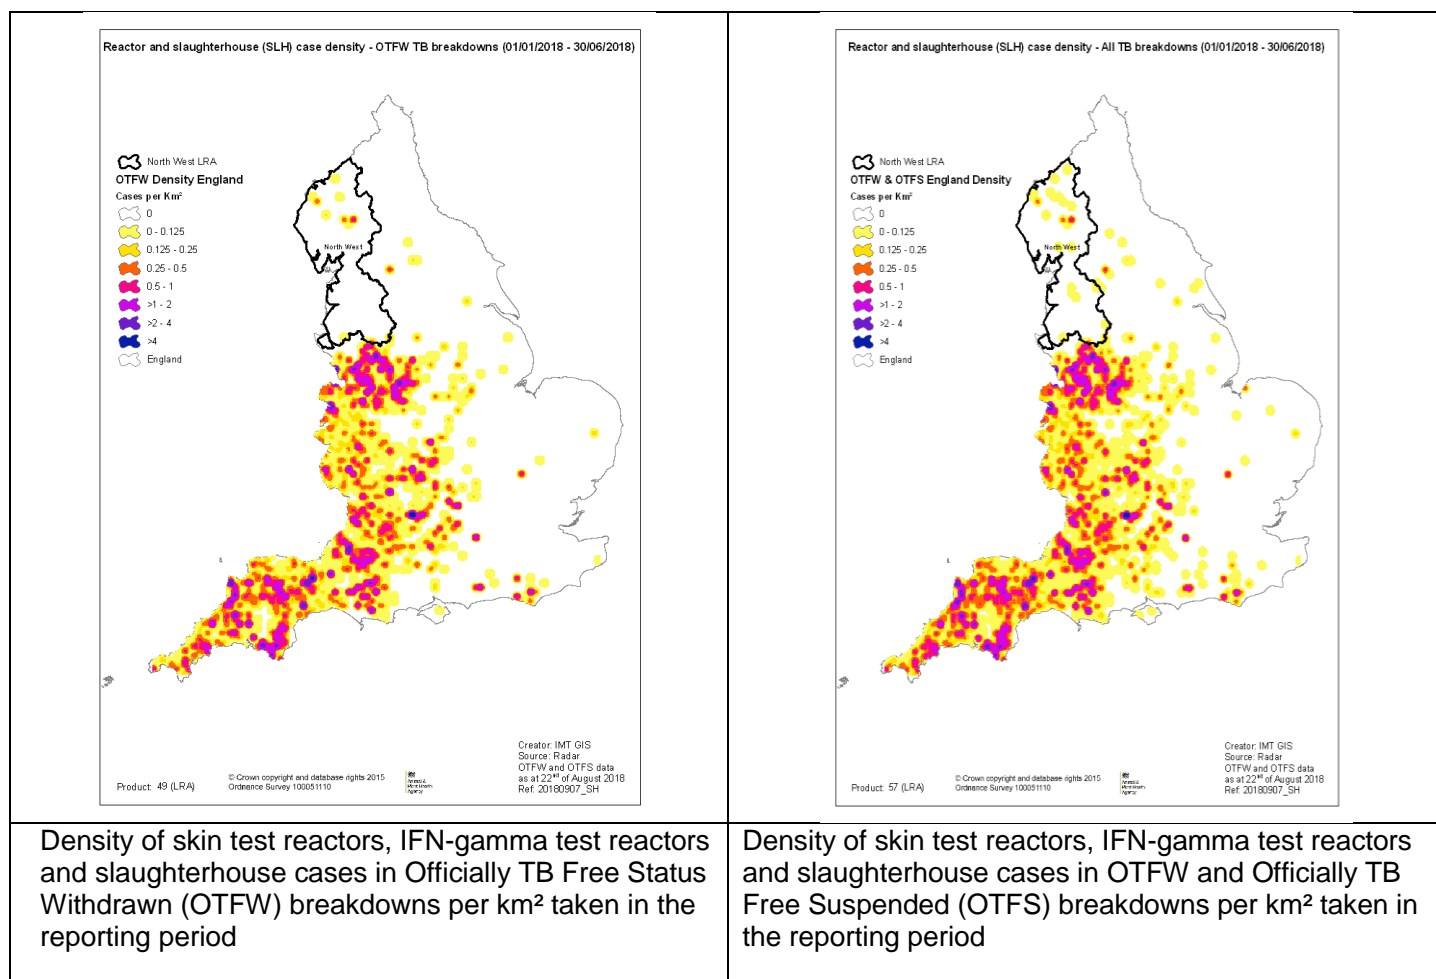 Reactor and slaughterhouse (SLH) case density - OTFW TB breakdowns (01/01/2018 - 30/06/2018)
North West LRA
OTFW Density England
Cases per Km²
0
0 - 0.125
0.125 - 0.25
0.25 - 0.5
0.5 - 1
>1 - 2
>2 - 4
>4
England
North West
Creator: IMT GIS
Source: Radar
OTFW and OTFS data
as at 22nd of August 2018
Ref: 20180907_SH
Product: 49 (LRA)
© Crown copyright and database rights 2015
Ordnance Survey 100051110
Animal &
Plant Health
Agency
Density of skin test reactors, IFN-gamma test reactors
and slaughterhouse cases in Officially TB Free Status
Withdrawn (OTFW) breakdowns per km² taken in the
reporting period
Reactor and slaughterhouse (SLH) case density - All TB breakdowns (01/01/2018 - 30/06/2018)
North West LRA
OTFW & OTFS England Density
Cases per Km²
0
0 - 0.125
0.125 - 0.25
0.25 - 0.5
0.5 - 1
>1 - 2
>2 - 4
>4
England
North West
Creator: IMT GIS
Source: Radar
OTFW and OTFS data
as at 22nd of August 2018
Ref: 20180907_SH
Product: 57 (LRA)
© Crown copyright and database rights 2015
Ordnance Survey 100051110
Animal &
Plant Health
Agency
Density of skin test reactors, IFN-gamma test reactors
and slaughterhouse cases in OTFW and Officially TB
Free Suspended (OTFS) breakdowns per km² taken in
the reporting period